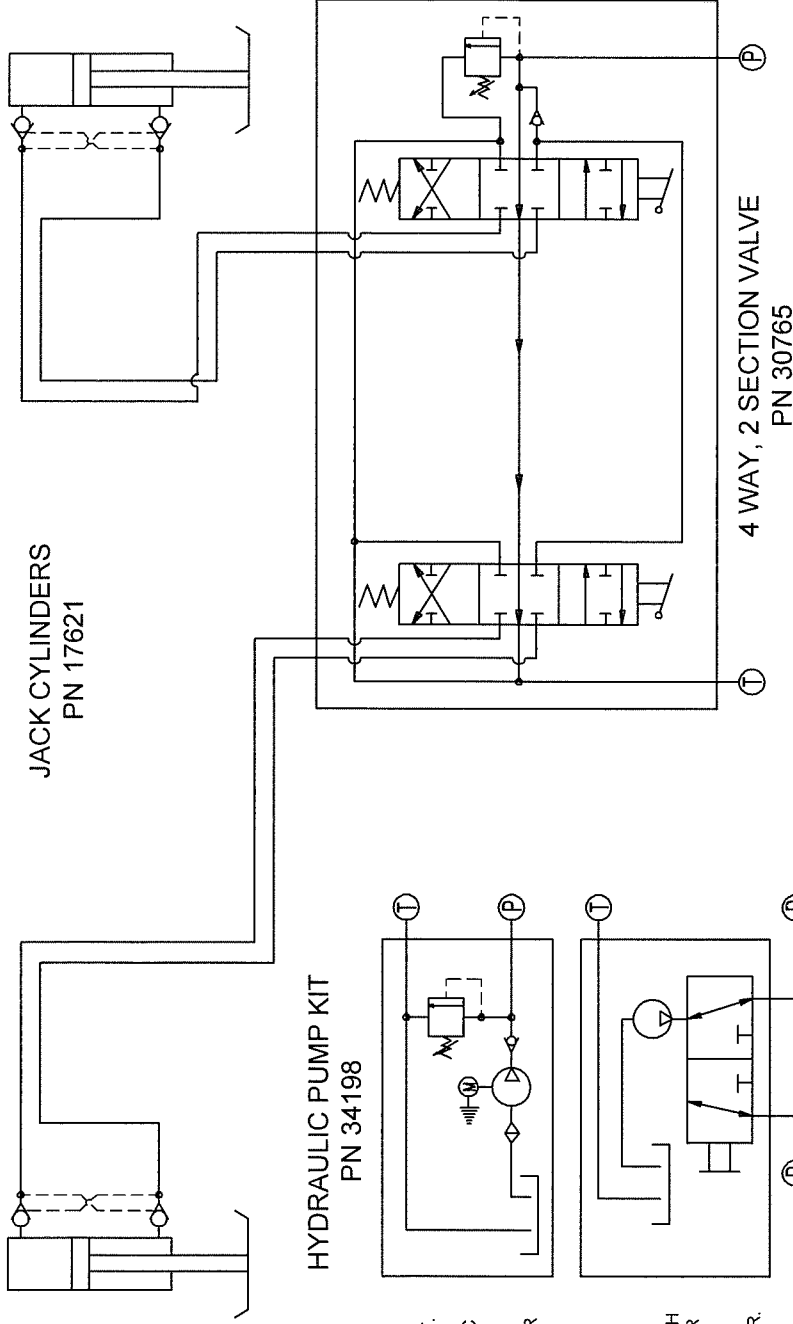 JACK CYLINDERS
PN 17621
HYDRAULIC PUMP KIT
PN 34198
4 WAY, 2 SECTION VALVE
PN 30765
P
T
T
P
M
T
H
R
R.
R